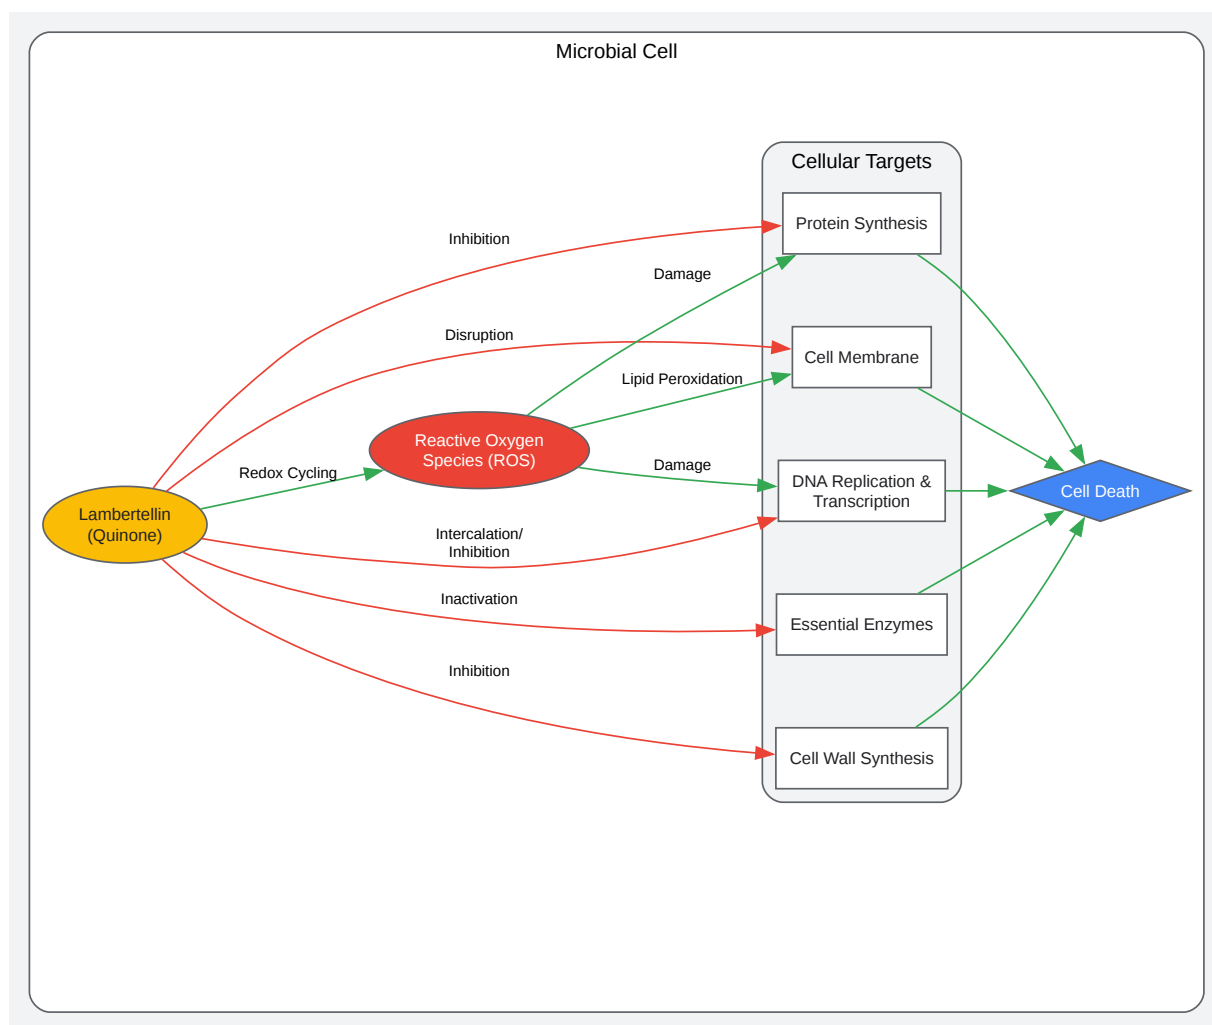 Microbial Cell
Cellular Targets
Protein Synthesis
Inhibition
Damage
Disruption
Cell Membrane
Lipid Peroxidation
Reactive Oxygen
Species (ROS)
Redox Cycling
Damage
DNA Replication &
Transcription
Cell Death
Lambertellin
(Quinone)
Intercalation/
Inhibition
Inactivation
Essential Enzymes
Inhibition
Cell Wall Synthesis